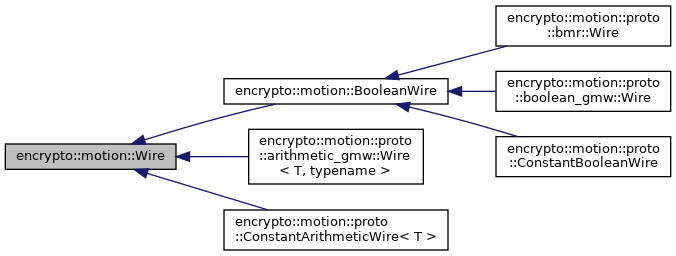 encrypto::motion::Wire
encrypto::motion::BooleanWire
encrypto::motion::proto
::arithmetic_gmw::Wire
< T, typename >
encrypto::motion::proto
::ConstantArithmeticWire< T >
encrypto::motion::proto
::bmr::Wire
encrypto::motion::proto
::boolean_gmw::Wire
encrypto::motion::proto
::ConstantBooleanWire